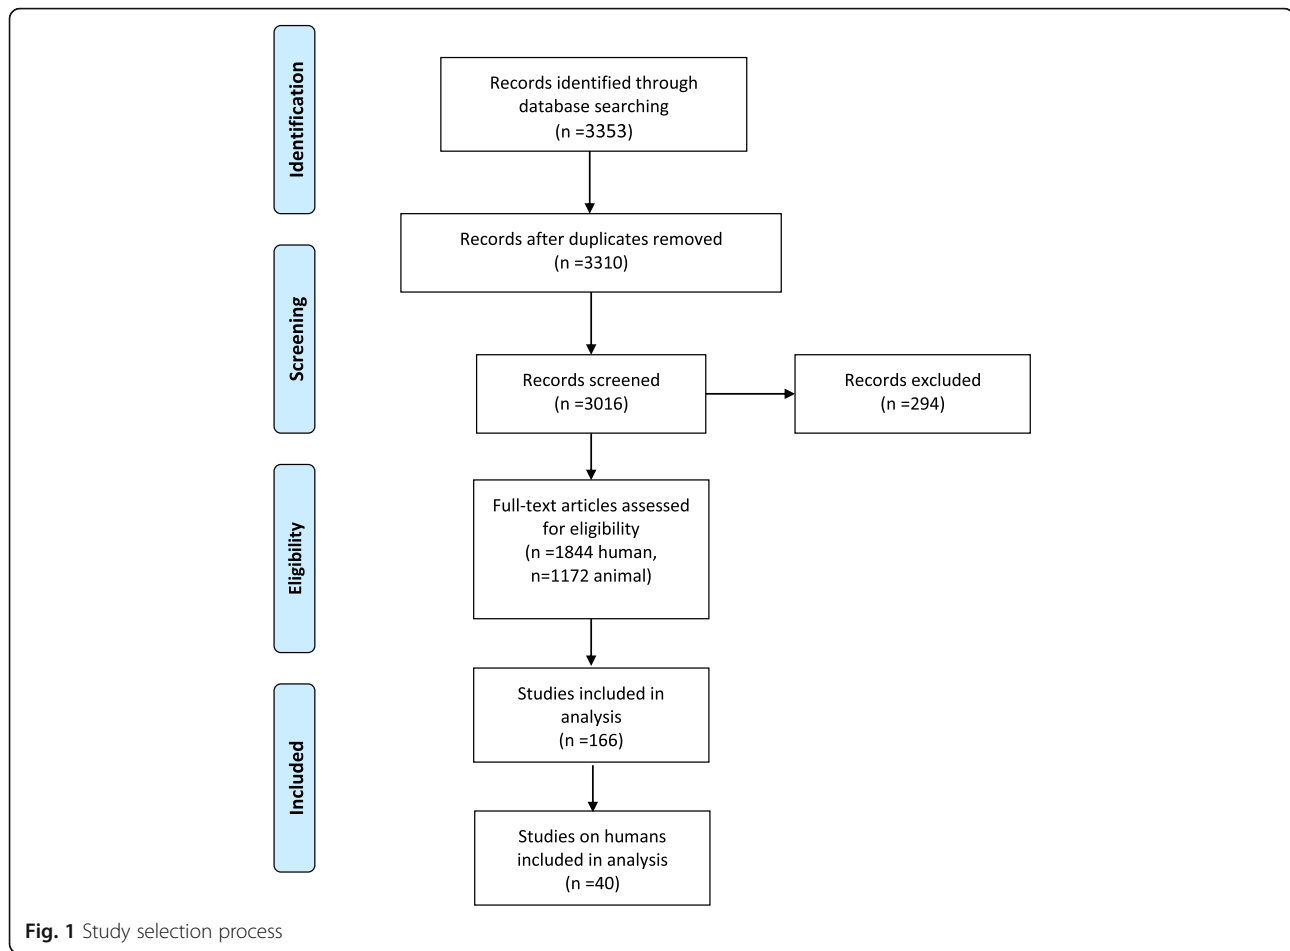 Identification
Records identified through
database searching
(n =3353)
Records after duplicates removed
(n =3310)
Screening
Records screened
(n =3016)
Records excluded
(n =294)
Eligibility
Full-text articles assessed
for eligibility
(n =1844 human,
n=1172 animal)
Included
Studies included in
analysis
(n =166)
Studies on humans
included in analysis
(n =40)
Fig. 1 Study selection process